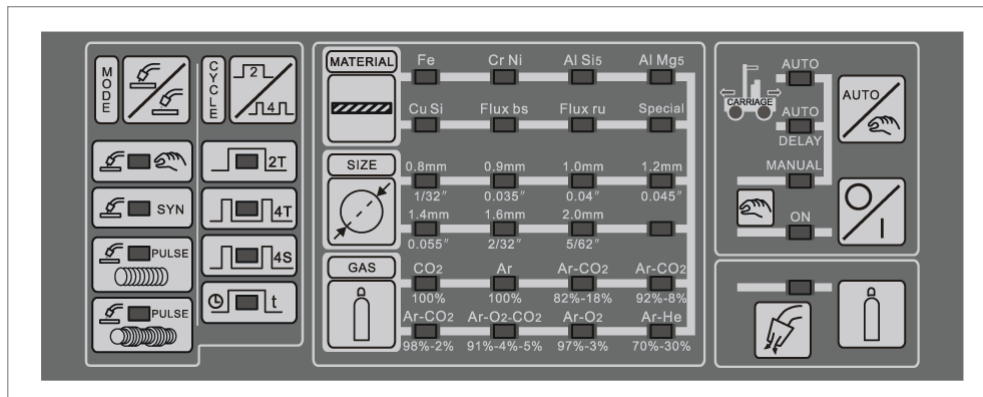 MODE
CYCLE
2
4
2T
SYN
4T
PULSE
4S
PULSE
t
MATERIAL
Fe
Cr Ni
Al Si5
Al Mg5
Cu Si
Flux bs
Flux ru
Special
SIZE
0.8mm
0.9mm
1.0mm
1.2mm
1/32"
0.035"
0.04"
0.045"
1.4mm
1.6mm
2.0mm
0.055"
2/32"
5/62"
GAS
CO2
Ar
Ar-CO2
Ar-CO2
100%
100%
82%-18%
92%-8%
Ar-CO2
Ar-O2-CO2
Ar-O2
Ar-He
98%-2%
91%-4%-5%
97%-3%
70%-30%
CARRIAGE
AUTO
AUTO
DELAY
MANUAL
ON
AUTO